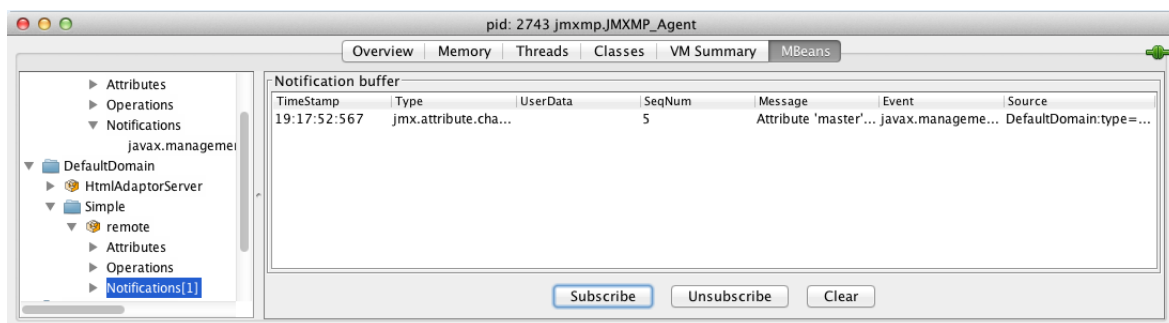 pid: 2743 jmxmp.JMXMP_Agent
Overview Memory Threads Classes VM Summary MBeans
Attributes
Operations
Notifications
javax.managemen
DefaultDomain
HtmlAdaptorServer
Simple
remote
Attributes
Operations
Notifications[1]
Notification buffer
TimeStamp Type UserData SeqNum Message Event Source
19:17:52:567 jmx.attribute.cha... 5 Attribute 'master'... javax.manageme... DefaultDomain:type=...
Subscribe Unsubscribe Clear